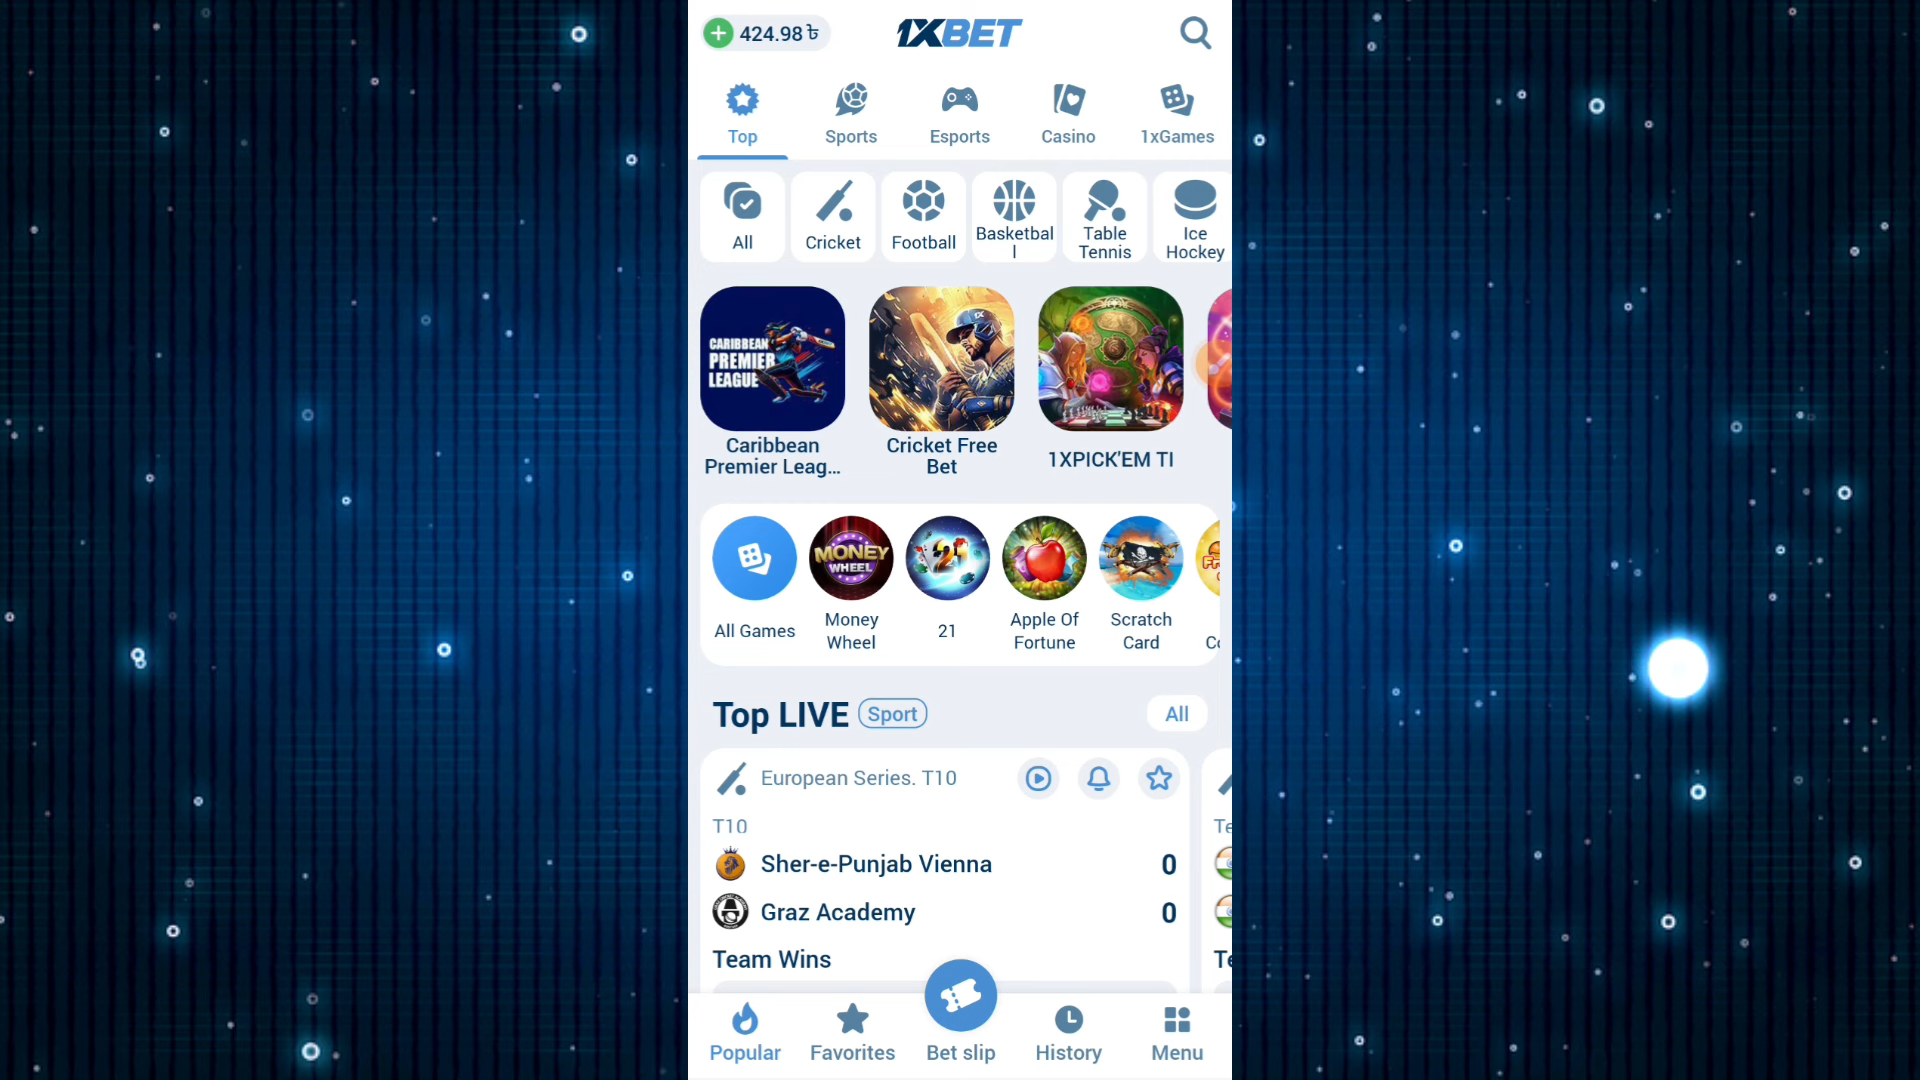 424.98 ৳
1XBET
Top
Sports
Esports
Casino
1xGames
All
Cricket
Football
Basketbal
l
Table
Tennis
Ice
Hockey
CARIBBEAN
PREMIER
LEAGUE
Caribbean
Premier Leag...
Cricket Free
Bet
1XPICK'EM TI
MONEY
WHEEL
21
All Games
Money
Wheel
21
Apple Of
Fortune
Scratch
Card
Top LIVE
Sport
All
European Series. T10
T10
Sher-e-Punjab Vienna
0
Graz Academy
0
Team Wins
Popular
Favorites
Bet slip
History
Menu